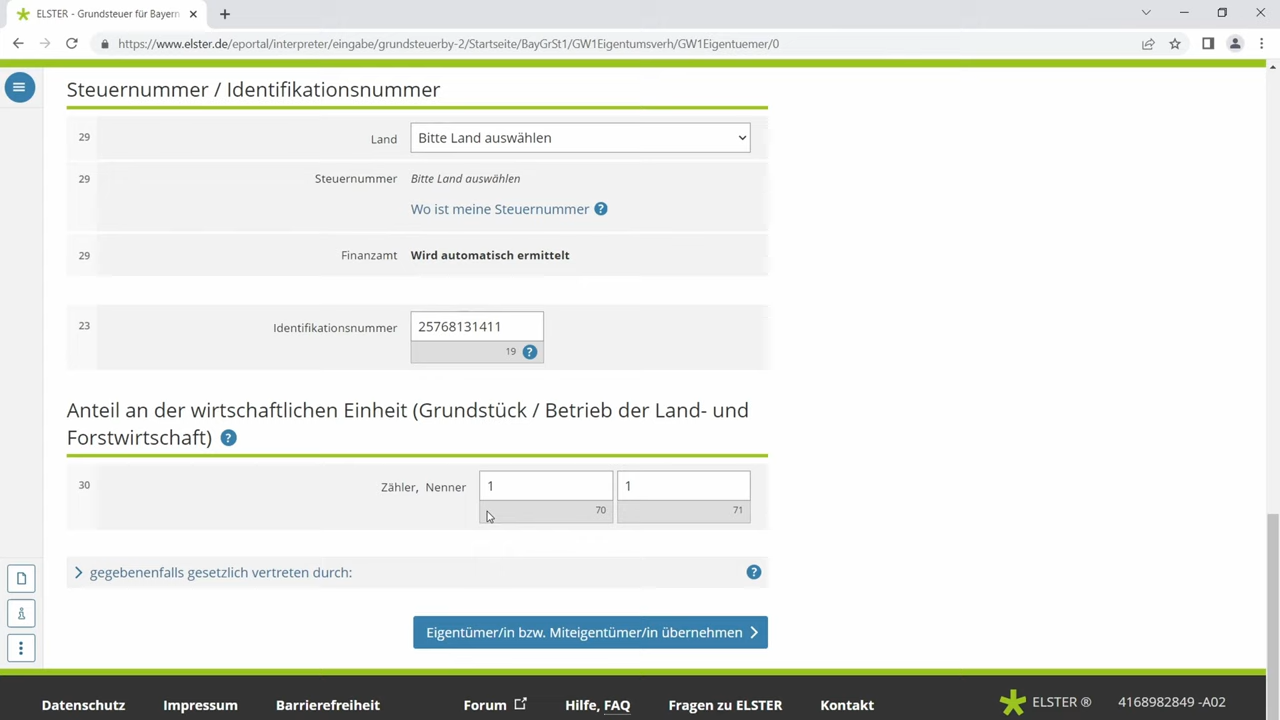 ELSTER - Grundsteuer für Bayern
https://www.elster.de/eportal/interpreter/eingabe/grundsteuerby-2/Startseite/BayGrSt1/GW1Eigentumsverh/GW1Eigentuemer/0
Steuernummer / Identifikationsnummer
29 Land Bitte Land auswählen
29 Steuernummer Bitte Land auswählen
Wo ist meine Steuernummer ?
29 Finanzamt Wird automatisch ermittelt
23 Identifikationsnummer 25768131411
19 ?
Anteil an der wirtschaftlichen Einheit (Grundstück / Betrieb der Land- und
Forstwirtschaft) ?
30 Zähler, Nenner 1 1
70 71
gegebenenfalls gesetzlich vertreten durch: ?
Eigentümer/in bzw. Miteigentümer/in übernehmen
Datenschutz Impressum Barrierefreiheit Forum Hilfe, FAQ Fragen zu ELSTER Kontakt ELSTER ® 4168982849 -A02